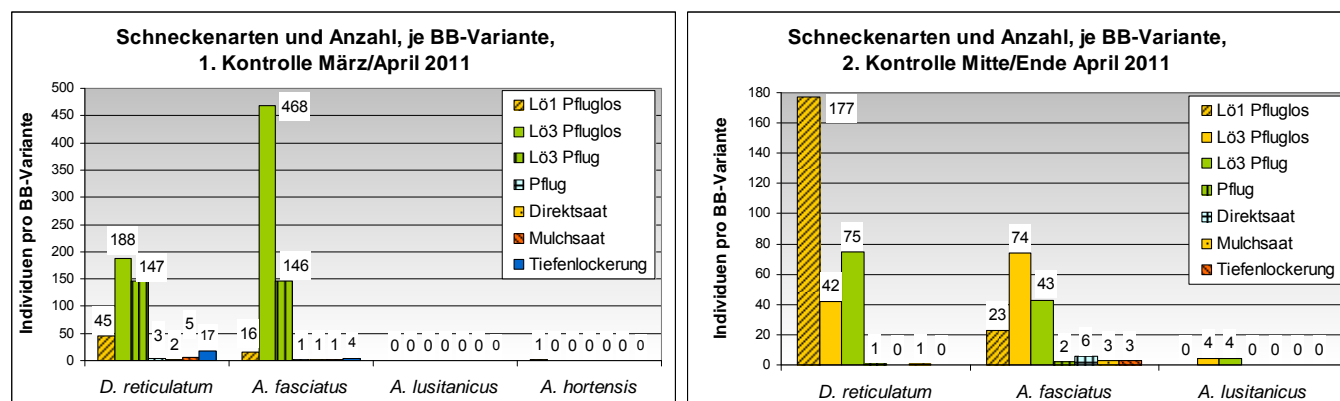 Schneckenarten und Anzahl, je BB-Variante,
1. Kontrolle März/April 2011
Individuen pro BB-Variante
500
450
400
350
300
250
200
150
100
50
0
45
188
147
3
2
5
17
16
468
146
1
1
1
4
0
0
0
0
0
0
0
1
0
0
0
0
0
0
D. reticulatum
A. fasciatus
A. lusitanicus
A. hortensis
Lö1 Pfluglos
Lö3 Pfluglos
Lö3 Pflug
Pflug
Direktsaat
Mulchsaat
Tiefenlockerung
Schneckenarten und Anzahl, je BB-Variante,
2. Kontrolle Mitte/Ende April 2011
Individuen pro BB-Variante
180
160
140
120
100
80
60
40
20
0
177
42
75
1
0
1
0
23
74
43
2
6
3
3
0
4
4
0
0
0
0
D. reticulatum
A. fasciatus
A. lusitanicus
Lö1 Pfluglos
Lö3 Pfluglos
Lö3 Pflug
Pflug
Direktsaat
Mulchsaat
Tiefenlockerung